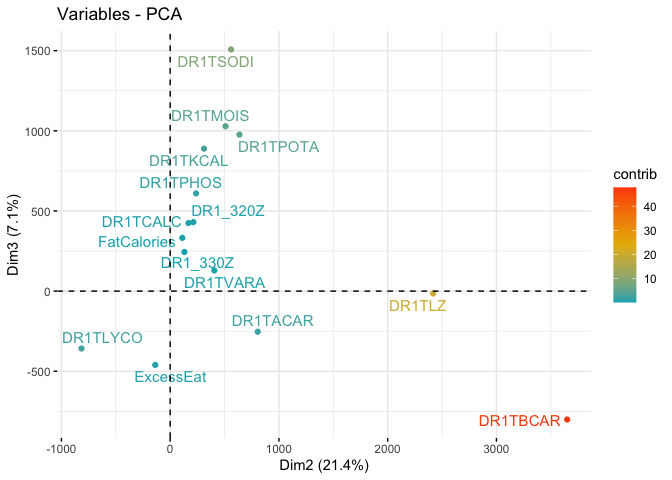 Variables - PCA
1500
1000
500
0
-500
-1000
0
1000
2000
3000
Dim3 (7.1%)
Dim2 (21.4%)
DR1TSODI
DR1TMOIS
DR1TPOTA
DR1TKCAL
DR1TPHOS
DR1_320Z
DR1TCALC
FatCalories
DR1_330Z
DR1TVARA
DR1TLZ
DR1TACAR
DR1TLYCO
ExcessEat
DR1TBCAR
contrib
40
30
20
10